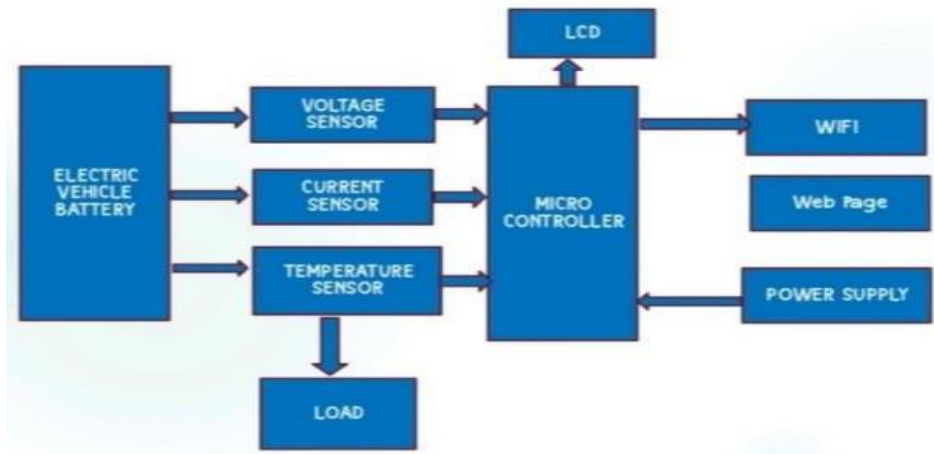 LCD
ELECTRIC
VEHICLE
BATTERY
VOLTAGE
SENSOR
CURRENT
SENSOR
TEMPERATURE
SENSOR
LOAD
MICRO
CONTROLLER
WIFI
Web Page
POWER SUPPLY